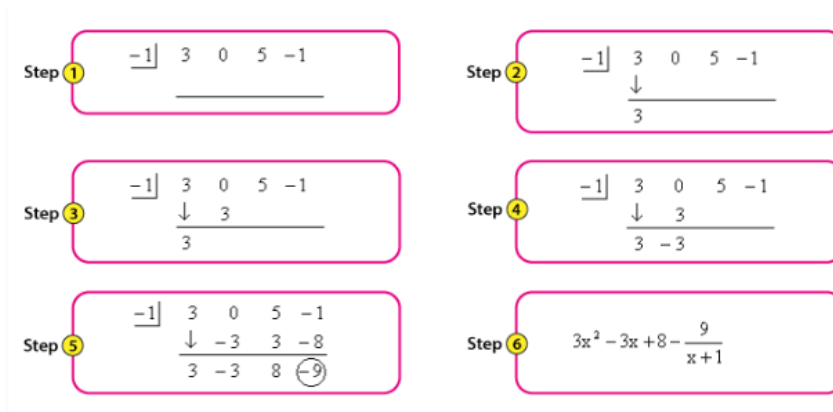 Step 1
-1| 3 0 5 -1
Step 2
-1| 3 0 5 -1
↓
3
Step 3
-1| 3 0 5 -1
↓ 3
3
Step 4
-1| 3 0 5 -1
↓ 3
3 -3
Step 5
-1| 3 0 5 -1
↓ -3 3 -8
3 -3 8 -9
Step 6
3x² - 3x + 8 - 9/(x+1)